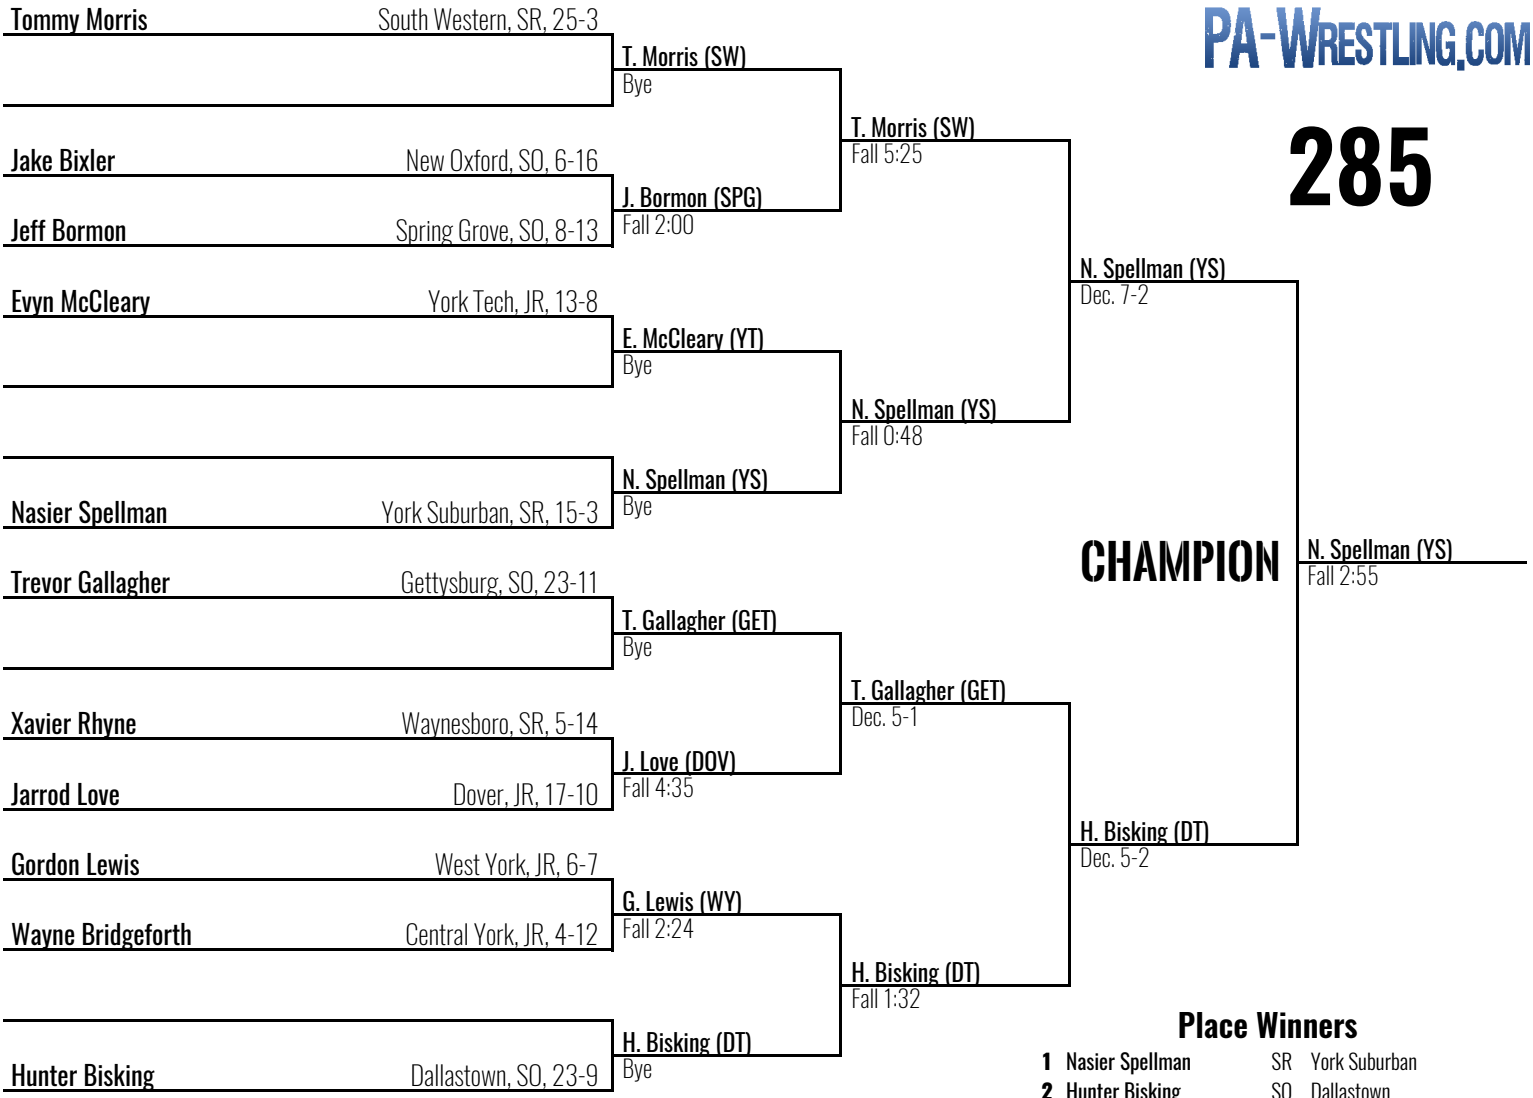 Tommy Morris South Western, SR, 25-3
PA-WRESTLING.COM
T. Morris (SW)
Bye
T. Morris (SW)
Fall 5:25
285
Jake Bixler New Oxford, SO, 6-16
J. Bormon (SPG)
Fall 2:00
Jeff Bormon Spring Grove, SO, 8-13
N. Spellman (YS)
Dec. 7-2
Evyn McCleary York Tech, JR, 13-8
E. McCleary (YT)
Bye
N. Spellman (YS)
Fall 0:48
N. Spellman (YS)
Bye
Nasier Spellman York Suburban, SR, 15-3
CHAMPION
N. Spellman (YS)
Fall 2:55
Trevor Gallagher Gettysburg, SO, 23-11
T. Gallagher (GET)
Bye
T. Gallagher (GET)
Dec. 5-1
Xavier Rhyne Waynesboro, SR, 5-14
J. Love (DOV)
Fall 4:35
Jarrod Love Dover, JR, 17-10
H. Bisking (DT)
Dec. 5-2
Gordon Lewis West York, JR, 6-7
G. Lewis (WY)
Fall 2:24
Wayne Bridgeforth Central York, JR, 4-12
H. Bisking (DT)
Fall 1:32
H. Bisking (DT)
Bye
Hunter Bisking Dallastown, SO, 23-9
Place Winners
1 Nasier Spellman SR York Suburban
2 Hunter Bisking SO Dallastown